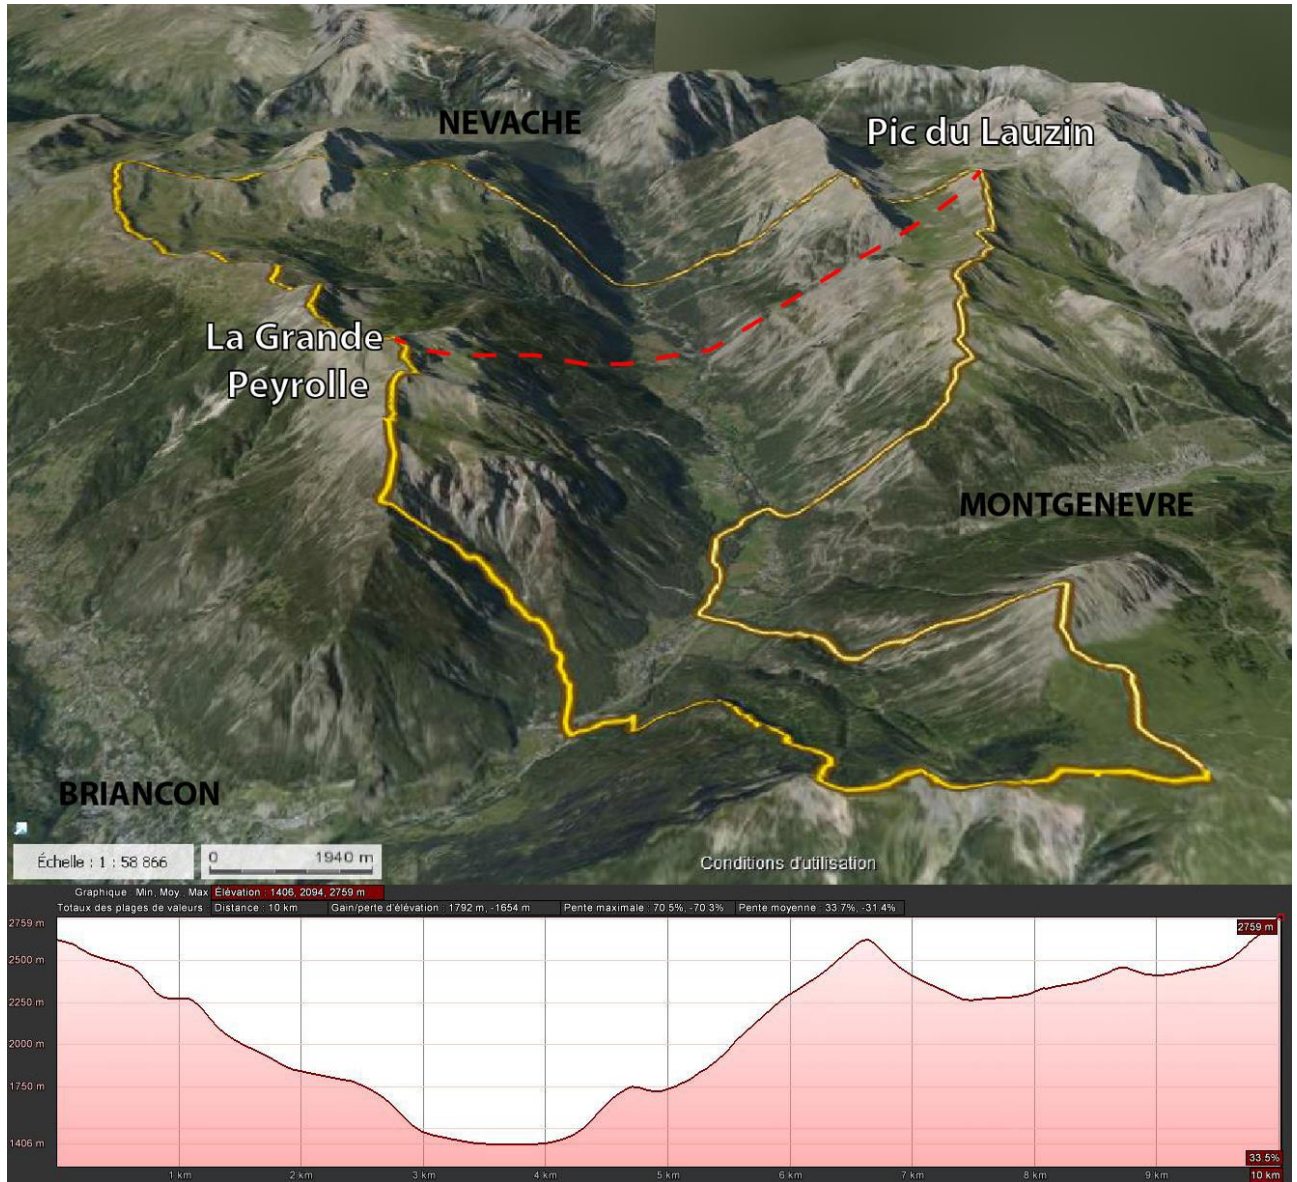 NEVACHE
Pic du Lauzin
La Grande
Peyrolle
MONTGENEVRE
BRIANCON
Échelle : 1 : 58 866
0 1940 m
Conditions d'utilisation
Graphique : Min, Moy, Max Élévation : 1406, 2094, 2759 m
Totaux des plages de valeurs : Distance : 10 km Gain/perte d'élévation : 1792 m, -1654 m Pente maximale : 70.5%, -70.3% Pente moyenne : 33.7%, -31.4%
2759 m
2759 m
2500 m
2250 m
2000 m
1750 m
1406 m
33.5%
1 km 2 km 3 km 4 km 5 km 6 km 7 km 8 km 9 km 10 km